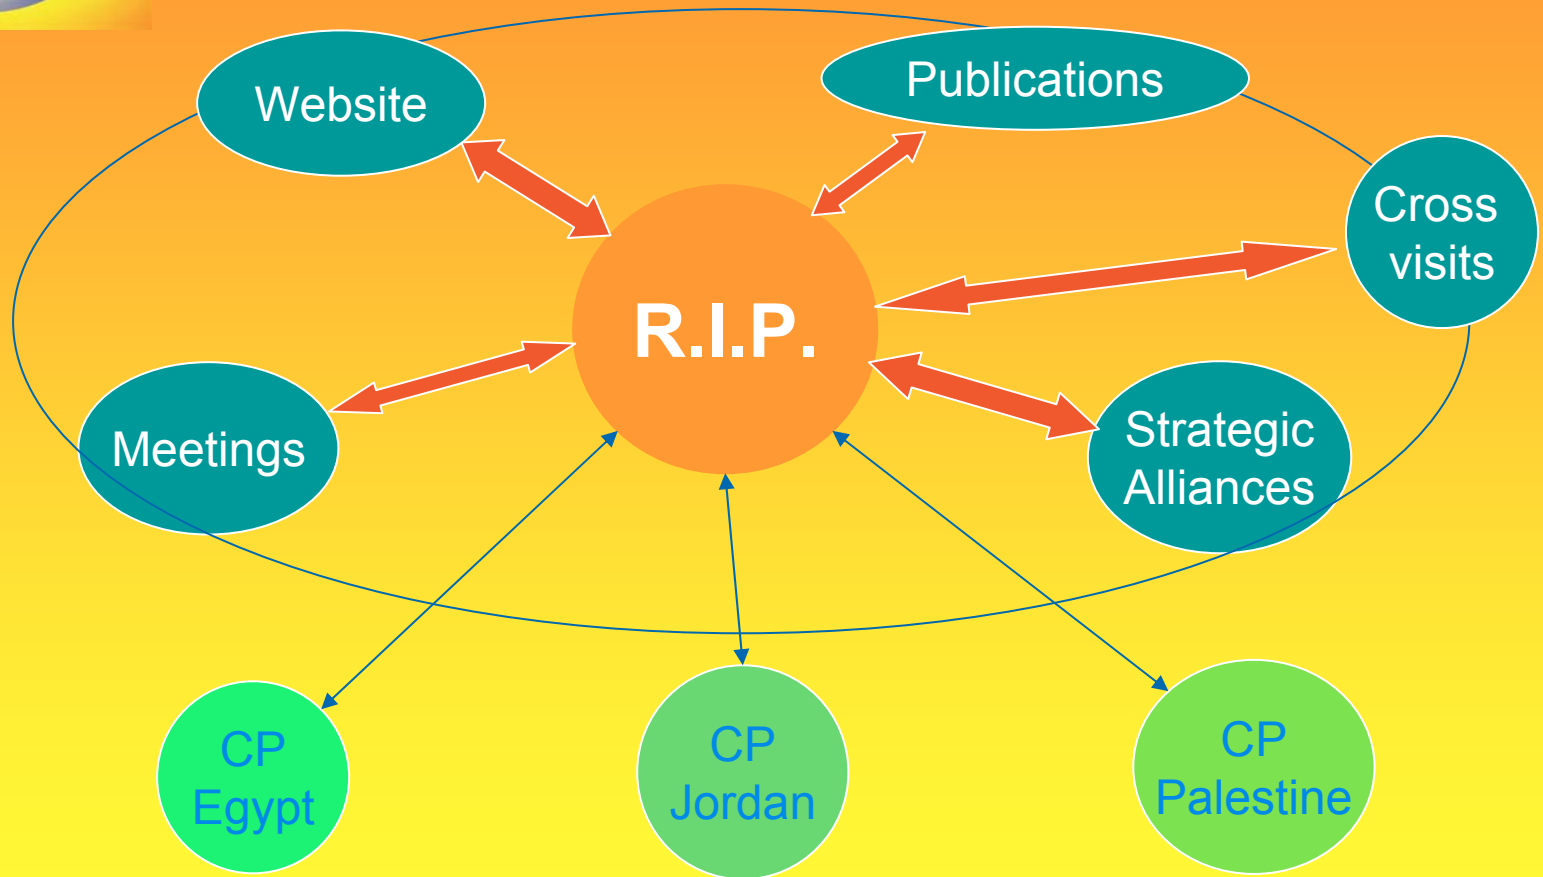 Website
Publications
Cross
visits
R.I.P.
Meetings
Strategic
Alliances
CP
Egypt
CP
Jordan
CP
Palestine